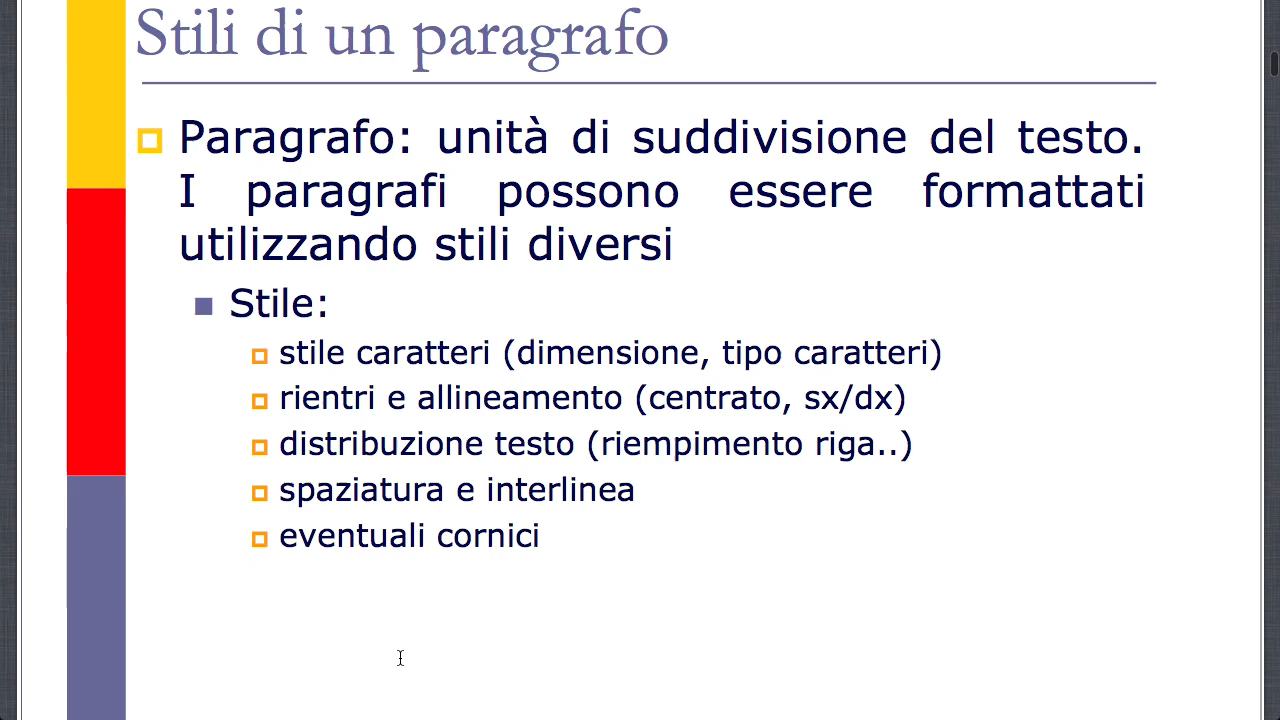 Stili di un paragrafo
Paragrafo: unità di suddivisione del testo.
I paragrafi possono essere formattati
utilizzando stili diversi
Stile:
stile caratteri (dimensione, tipo caratteri)
rientri e allineamento (centrato, sx/dx)
distribuzione testo (riempimento riga..)
spaziatura e interlinea
eventuali cornici